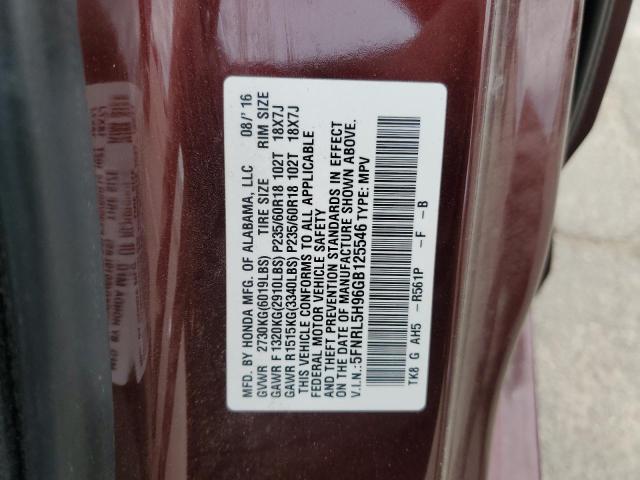 MFD. BY HONDA MFG. OF ALABAMA, LLC 08/' 16
GVWR 2730KG(6019LBS) TIRE SIZE RIM SIZE
GAWR F 1320KG(2910LBS) P235/60R18 102T 18X7J
GAWR R1515KG(3340LBS) P235/60R18 102T 18X7J
THIS VEHICLE CONFORMS TO ALL APPLICABLE
FEDERAL MOTOR VEHICLE SAFETY
AND THEFT PREVENTION STANDARDS IN EFFECT
ON THE DATE OF MANUFACTURE SHOWN ABOVE.
V.I.N.: 5FNRL5H96GB125546 TYPE: MPV
TK8 G AH5 - R561P - F - B